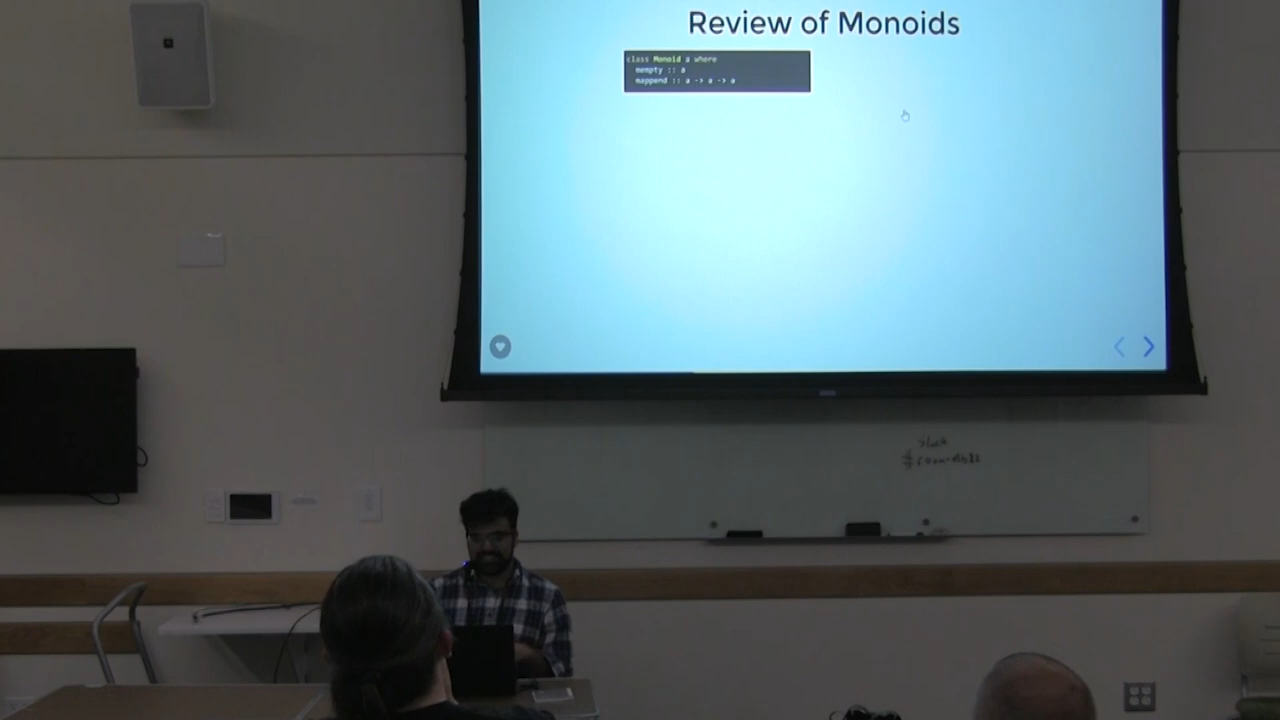 Review of Monoids
class Monoid a where
mempty :: a
mappend :: a -> a -> a